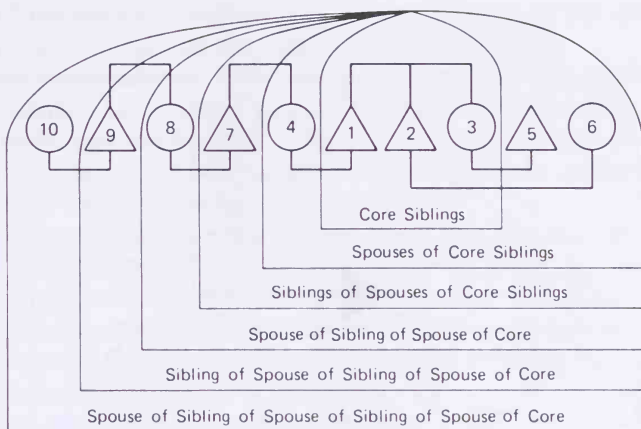 10 9 8 7 4 1 2 3 5 6
Core Siblings
Spouses of Core Siblings
Siblings of Spouses of Core Siblings
Spouse of Sibling of Spouse of Core
Sibling of Spouse of Sibling of Spouse of Core
Spouse of Sibling of Spouse of Sibling of Spouse of Core